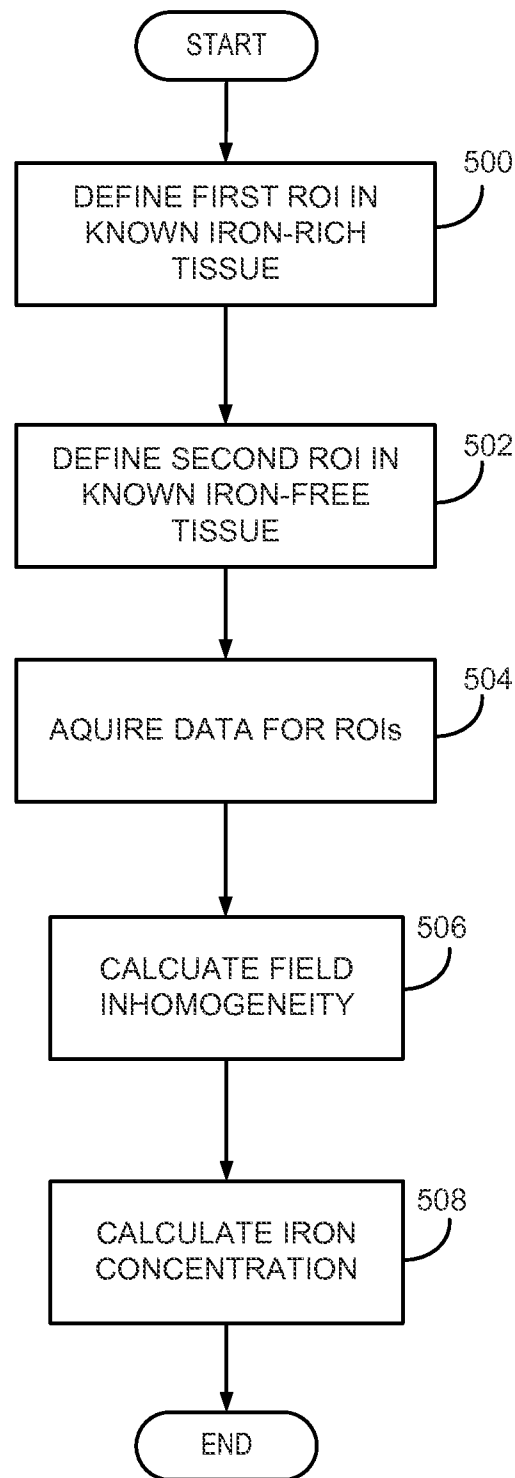 START
500
DEFINE FIRST ROI IN
KNOWN IRON-RICH
TISSUE
502
DEFINE SECOND ROI IN
KNOWN IRON-FREE
TISSUE
504
AQUIRE DATA FOR ROIs
506
CALCUATE FIELD
INHOMOGENEITY
508
CALCULATE IRON
CONCENTRATION
END